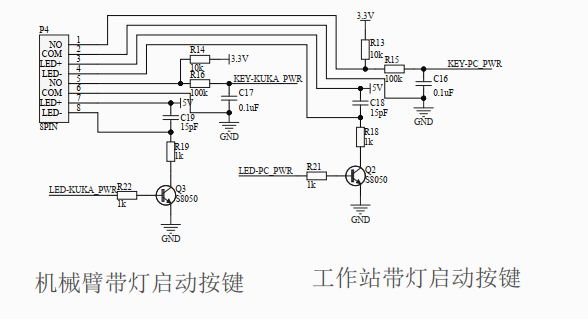 P4
NO 1
COM 2
LED+ 3
LED- 4
NO 5
COM 6
LED+ 7
LED- 8
8PIN
R14
10k
3.3V
R16
100k
KEY-KUKA_PWR
C17
0.1uF
GND
5V
C19
15pF
R19
1k
LED-KUKA_PWR
R22
1k
Q3
S8050
GND
3.3V
R13
10k
R15
100k
KEY-PC_PWR
C16
0.1uF
GND
5V
C18
15pF
R18
1k
LED-PC_PWR
R21
1k
Q2
S8050
GND
机械臂带灯启动按键
工作站带灯启动按键